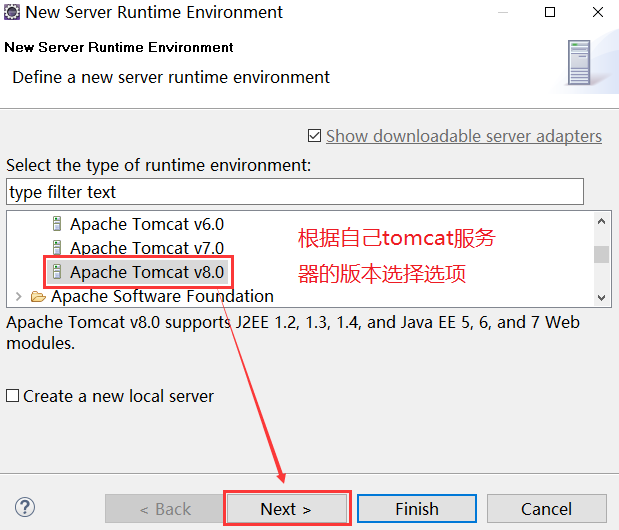 New Server Runtime Environment
New Server Runtime Environment
Define a new server runtime environment
Show downloadable server adapters
Select the type of runtime environment:
type filter text
Apache Tomcat v6.0
Apache Tomcat v7.0
Apache Tomcat v8.0
Apache Software Foundation
根据自己tomcat服务
器的版本选择选项
Apache Tomcat v8.0 supports J2EE 1.2, 1.3, 1.4, and Java EE 5, 6, and 7 Web
modules.
Create a new local server
?
< Back
Next >
Finish
Cancel